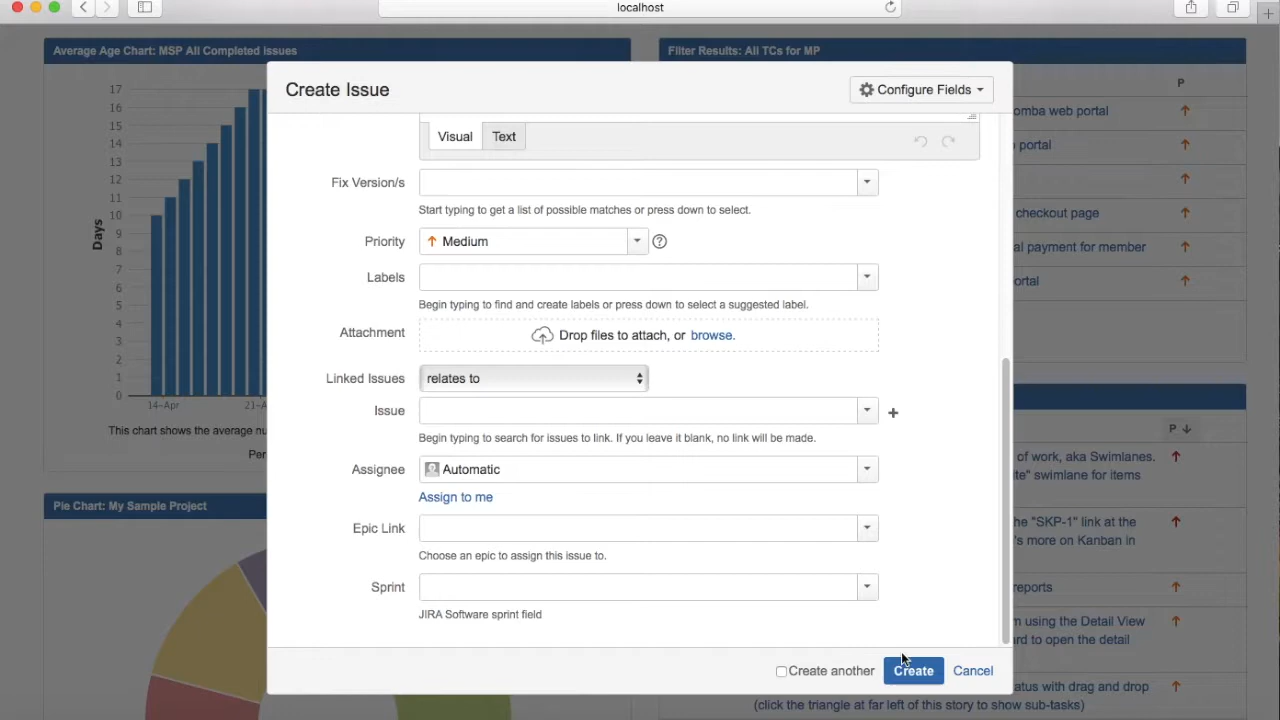 localhost
Average Age Chart: MSP All Completed Issues
Filter Results: All TCs for MP
17
16
15
14
13
12
11
10
9
8
7
6
5
4
3
2
1
0
Days
14-Apr
21-A
This chart shows the average nu
Per
Pie Chart: My Sample Project
Create Issue
Configure Fields
Visual
Text
Fix Version/s
Start typing to get a list of possible matches or press down to select.
Priority
Medium
Labels
Begin typing to find and create labels or press down to select a suggested label.
Attachment
Drop files to attach, or browse.
Linked Issues
relates to
Issue
Begin typing to search for issues to link. If you leave it blank, no link will be made.
Assignee
Automatic
Assign to me
Epic Link
Choose an epic to assign this issue to.
Sprint
JIRA Software sprint field
Create another
Create
Cancel
P
omba web portal
portal
checkout page
al payment for member
ortal
P
of work, aka Swimlanes.
te" swimlane for items
he "SKP-1" link at the
's more on Kanban in
reports
m using the Detail View
rd to open the detail
atus with drag and drop
(click the triangle at far left of this story to show sub-tasks)